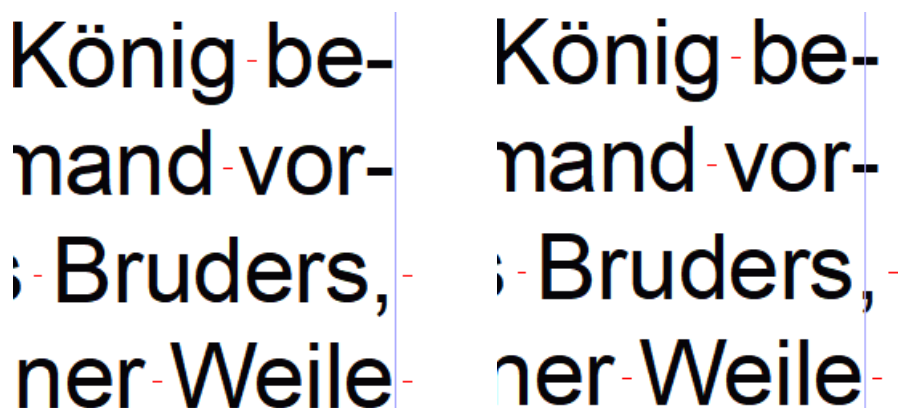 König be-
mand vor-
s Bruders,
ner Weile
König be-
mand vor-
s Bruders,
ner Weile